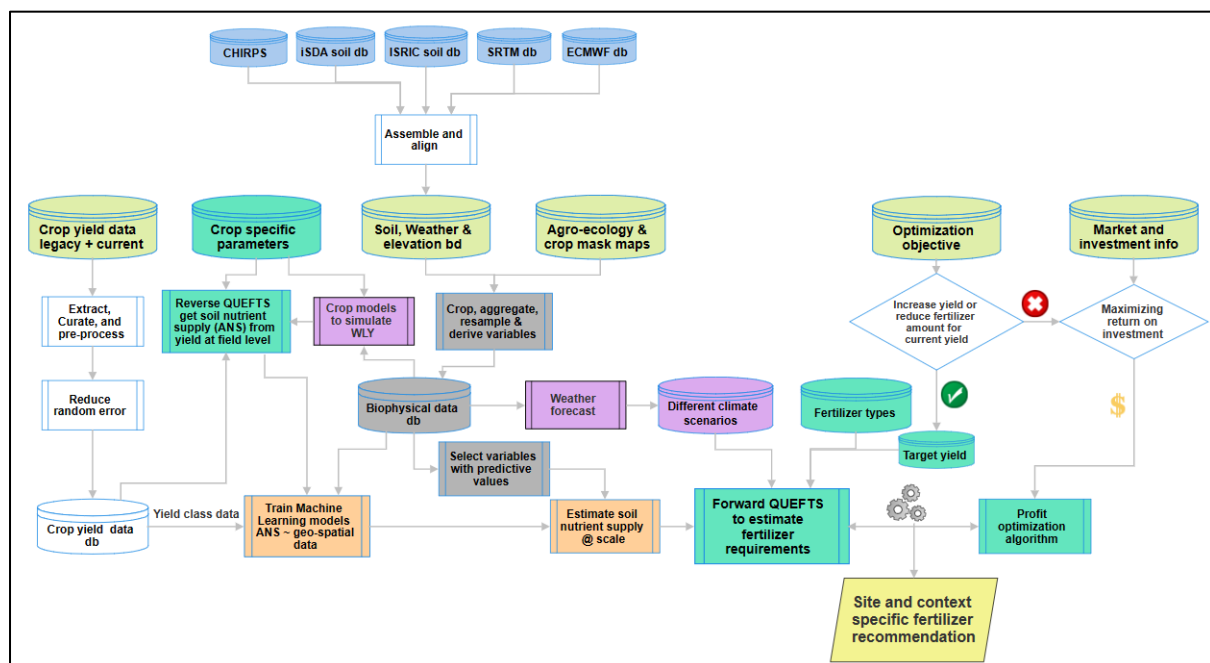 CHIRPS
iSDA soil db
ISRIC soil db
SRTM db
ECMWF db
Assemble and
align
Crop yield data
legacy + current
Crop specific
parameters
Soil, Weather &
elevation bd
Agro-ecology &
crop mask maps
Optimization
objective
Market and
investment info
Extract,
Curate, and
pre-process
Reverse QUEFTS
get soil nutrient
supply (ANS) from
yield at field level
Crop models
to simulate
WLY
Crop, aggregate,
resample &
derive variables
Increase yield or
reduce fertilizer
amount for
current yield
Maximizing
return on
investment
Reduce
random error
Biophysical data
db
Weather
forecast
Different climate
scenarios
Fertilizer types
$
Target yield
Select variables
with predictive
values
Crop yield data
db
Yield class data
Train Machine
Learning models
ANS ~ geo-spatial
data
Estimate soil
nutrient supply
@ scale
Forward QUEFTS
to estimate
fertilizer
requirements
Profit
optimization
algorithm
Site and context
specific fertilizer
recommendation